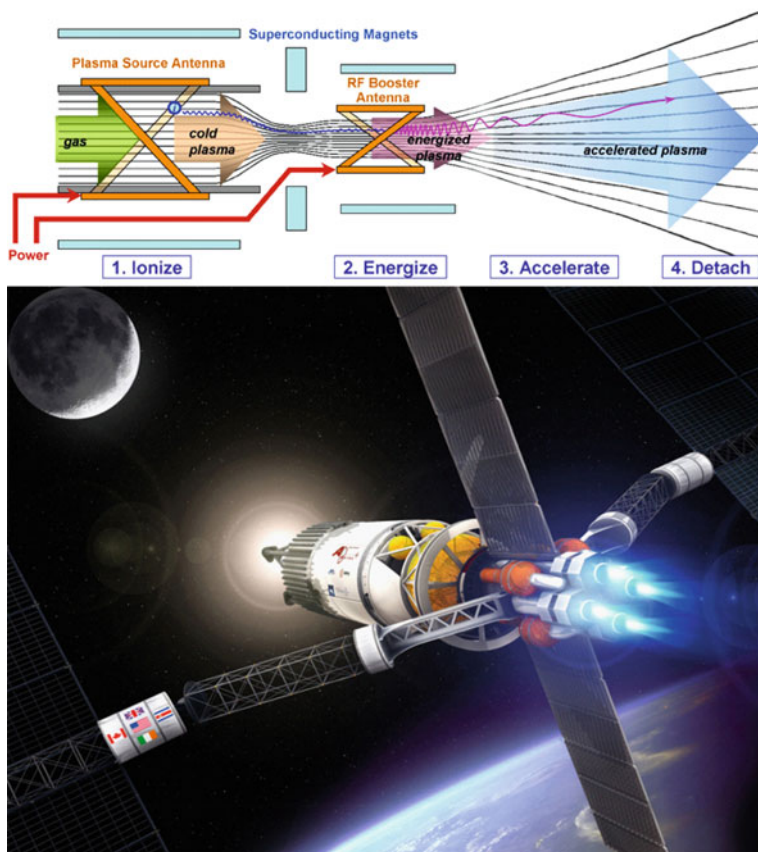 Superconducting Magnets
Plasma Source Antenna
RF Booster
Antenna
i
gas
cold
plasma
energized
plasma
accelerated plasma
Power
1. Ionize
2. Energize
3. Accelerate
4. Detach